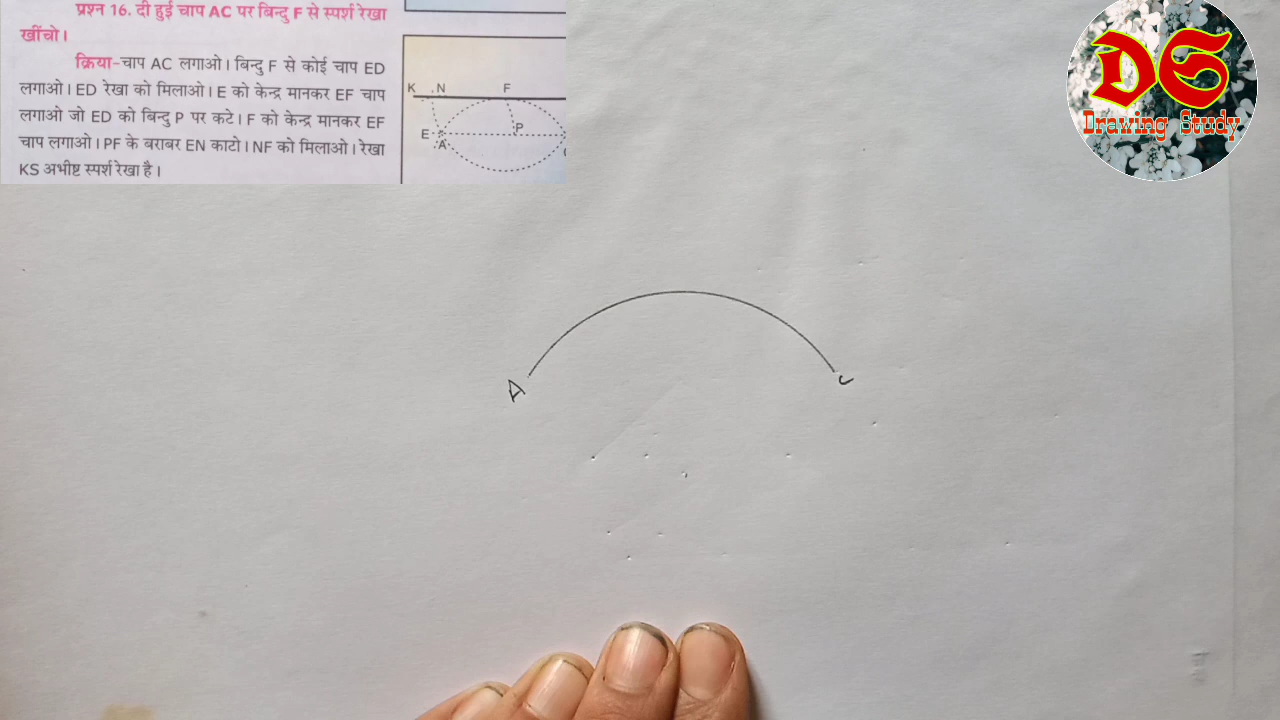 प्रश्न 16. दी हुई चाप AC पर बिन्दु F से स्पर्श रेखा
खींचो।
क्रिया-चाप AC लगाओ। बिन्दु F से कोई चाप ED
लगाओ। ED रेखा को मिलाओ। E को केन्द्र मानकर EF चाप
लगाओ जो ED को बिन्दु P पर कटे। F को केन्द्र मानकर EF
चाप लगाओ। PF के बराबर EN काटो। NF को मिलाओ। रेखा
KS अभीष्ट स्पर्श रेखा है।
K N F
E P
A
DS
Drawing Study
A C